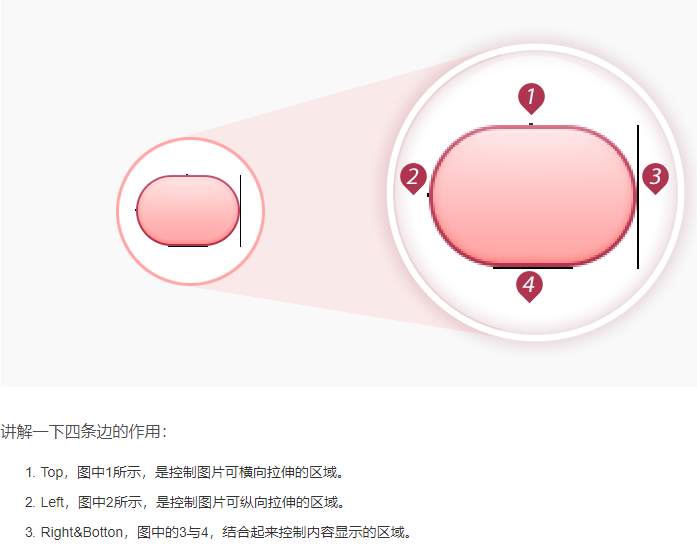 1
2
3
4
讲解一下四条边的作用：
1. Top，图中1所示，是控制图片可横向拉伸的区域。
2. Left，图中2所示，是控制图片可纵向拉伸的区域。
3. Right&Botton，图中的3与4，结合起来控制内容显示的区域。